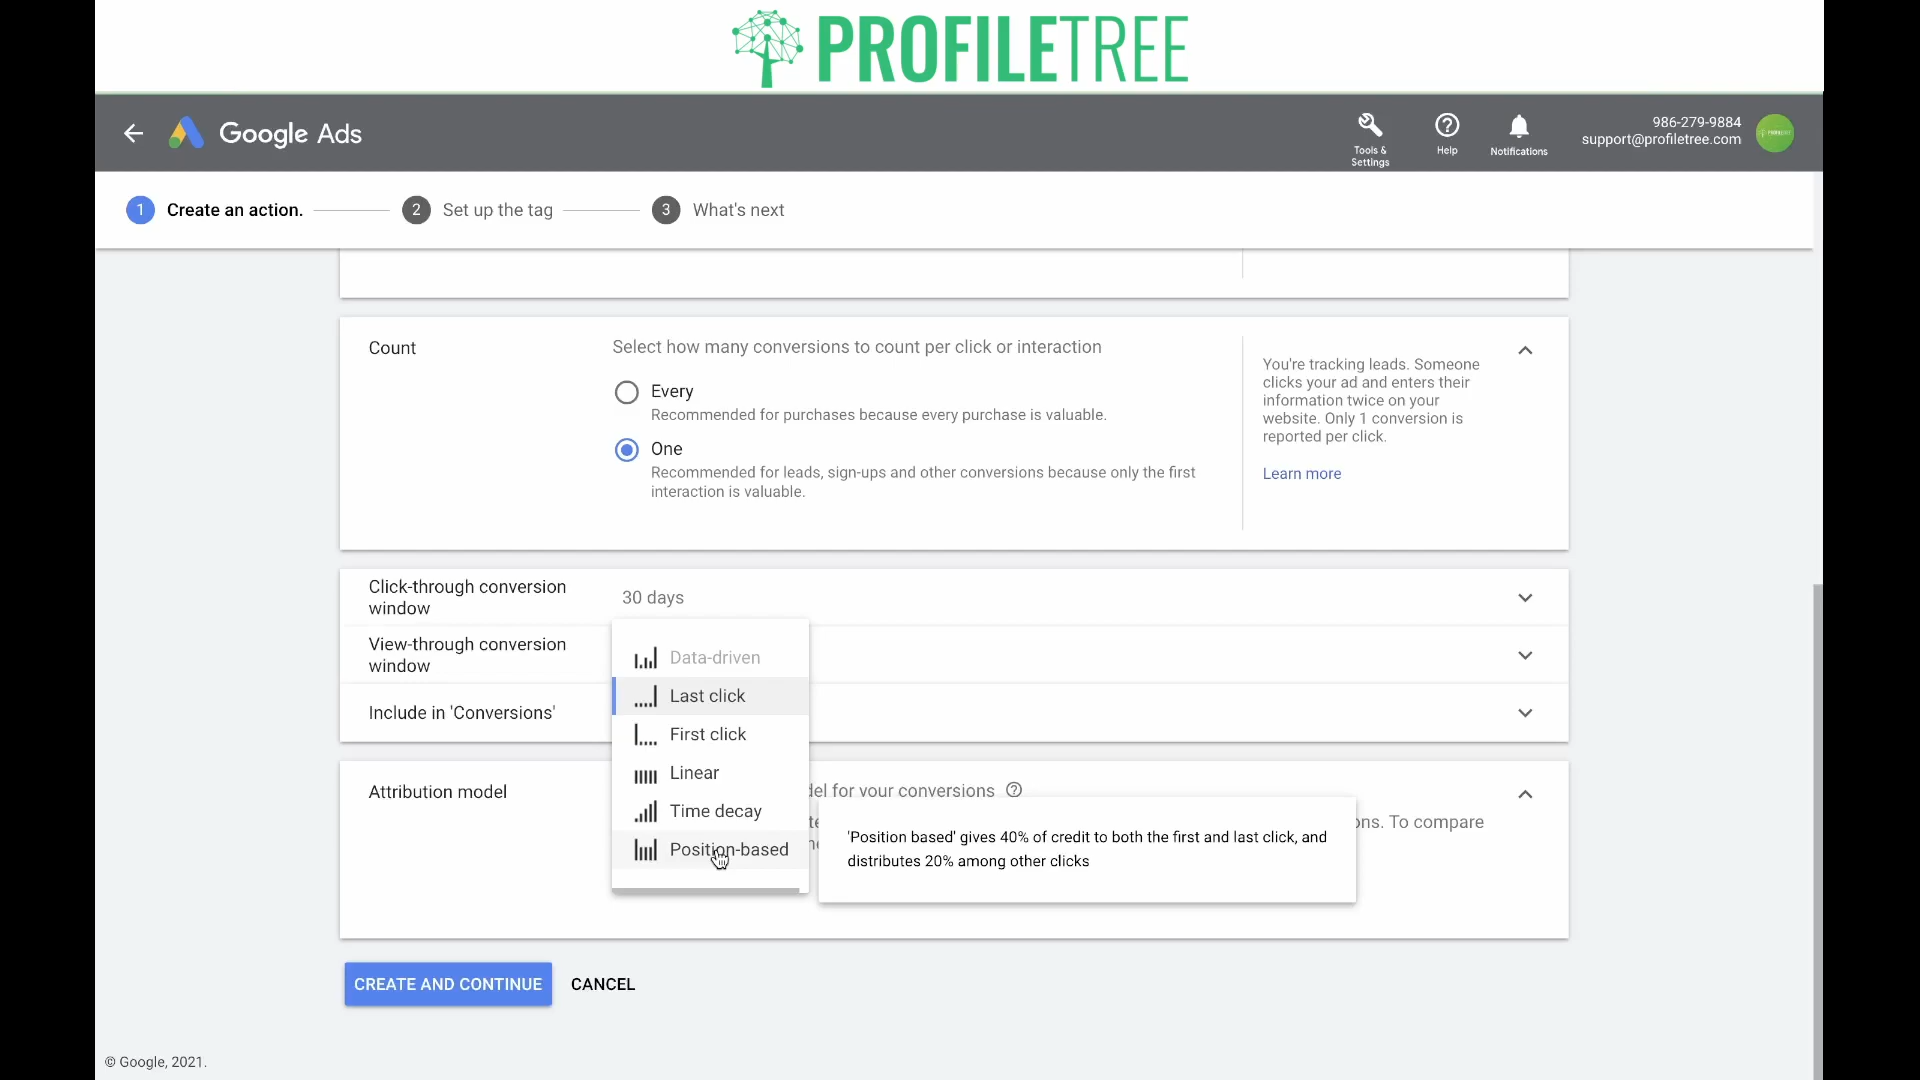 PROFILETREE
Google Ads
Tools &
Settings
Help
Notifications
986-279-9884
support@profiletree.com
1 Create an action.
2 Set up the tag
3 What's next
Count
Select how many conversions to count per click or interaction
Every
Recommended for purchases because every purchase is valuable.
One
Recommended for leads, sign-ups and other conversions because only the first
interaction is valuable.
You're tracking leads. Someone
clicks your ad and enters their
information twice on your
website. Only 1 conversion is
reported per click.
Learn more
Click-through conversion
window
30 days
View-through conversion
window
Include in 'Conversions'
Data-driven
Last click
First click
Linear
Time decay
Position-based
Attribution model
for your conversions
To compare
'Position based' gives 40% of credit to both the first and last click, and
distributes 20% among other clicks
CREATE AND CONTINUE
CANCEL
© Google, 2021.